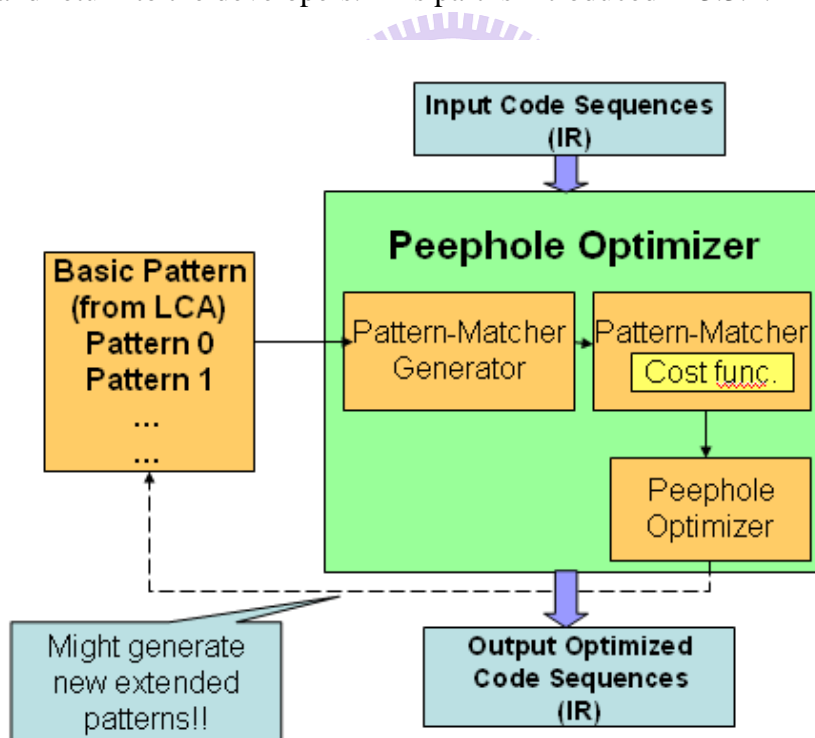 Input Code Sequences
(IR)
Peephole Optimizer
Basic Pattern
(from LCA)
Pattern 0
Pattern 1
...
...
Pattern-Matcher
Generator
Pattern-Matcher
Cost func.
Peephole
Optimizer
Might generate
new extended
patterns!!
Output Optimized
Code Sequences
(IR)